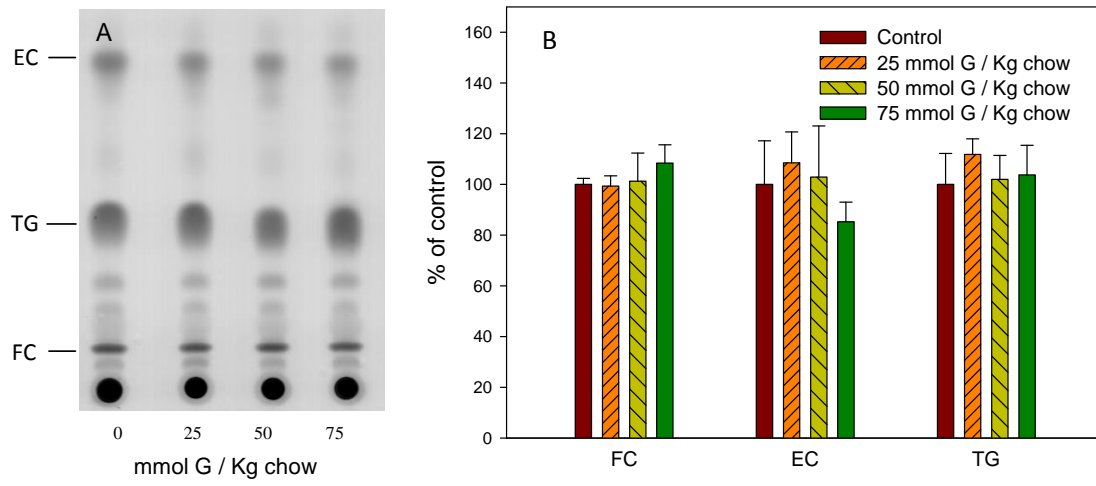 A
EC
TG
FC
0 25 50 75
mmol G / Kg chow
B
Control
25 mmol G / Kg chow
50 mmol G / Kg chow
75 mmol G / Kg chow
% of control
160
140
120
100
80
60
40
20
0
FC EC TG